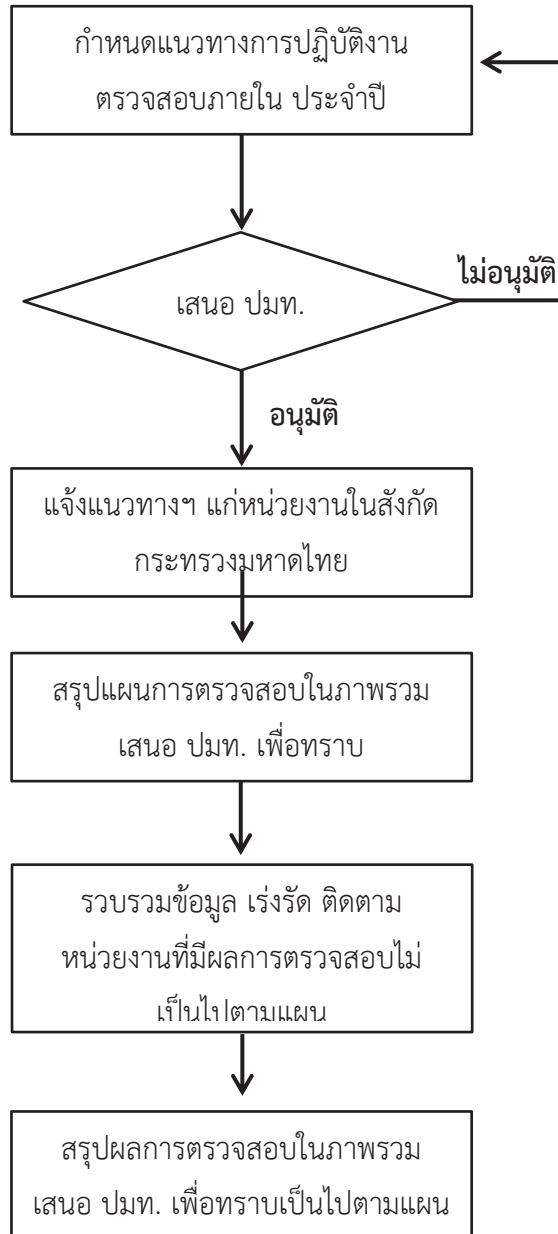 กำหนดแนวทางการปฏิบัติงาน
ตรวจสอบภายใน ประจำปี
เสนอ ปมท.
ไม่อนุมัติ
อนุมัติ
แจ้งแนวทางฯ แก่หน่วยงานในสังกัด
กระทรวงมหาดไทย
สรุปแผนการตรวจสอบในภาพรวม
เสนอ ปมท. เพื่อทราบ
รวบรวมข้อมูล เร่งรัด ติดตาม
หน่วยงานที่มีผลการตรวจสอบไม่
เป็นไปตามแผน
สรุปผลการตรวจสอบในภาพรวม
เสนอ ปมท. เพื่อทราบเป็นไปตามแผน